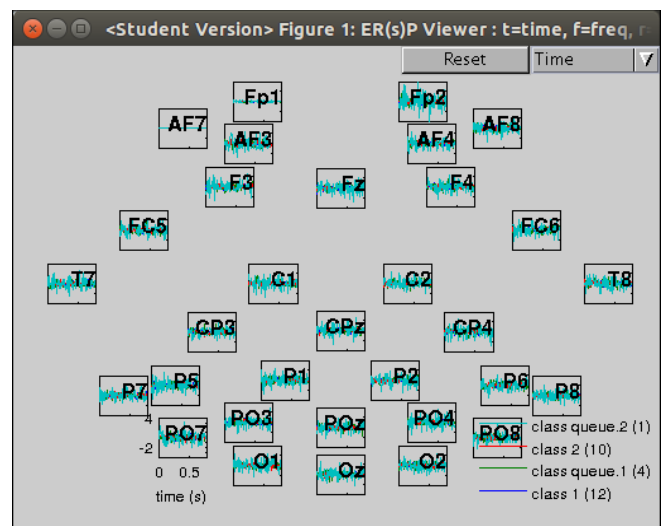 <Student Version> Figure 1: ER(s)P Viewer : t=time, f=freq, r=
Reset Time
Fp1 Fp2
AF7 AF8
AF3 AF4
F3 Fz F4
FC5 FC6
T7 C1 C2 T8
CP3 CPz CP4
P7 P5 P1 P2 P6 P8
4
PO7 PO3 POz PO4 PO8
-2
class queue.2 (1)
class 2 (10)
O1 Oz O2
0 0.5
class queue.1 (4)
time (s)
class 1 (12)